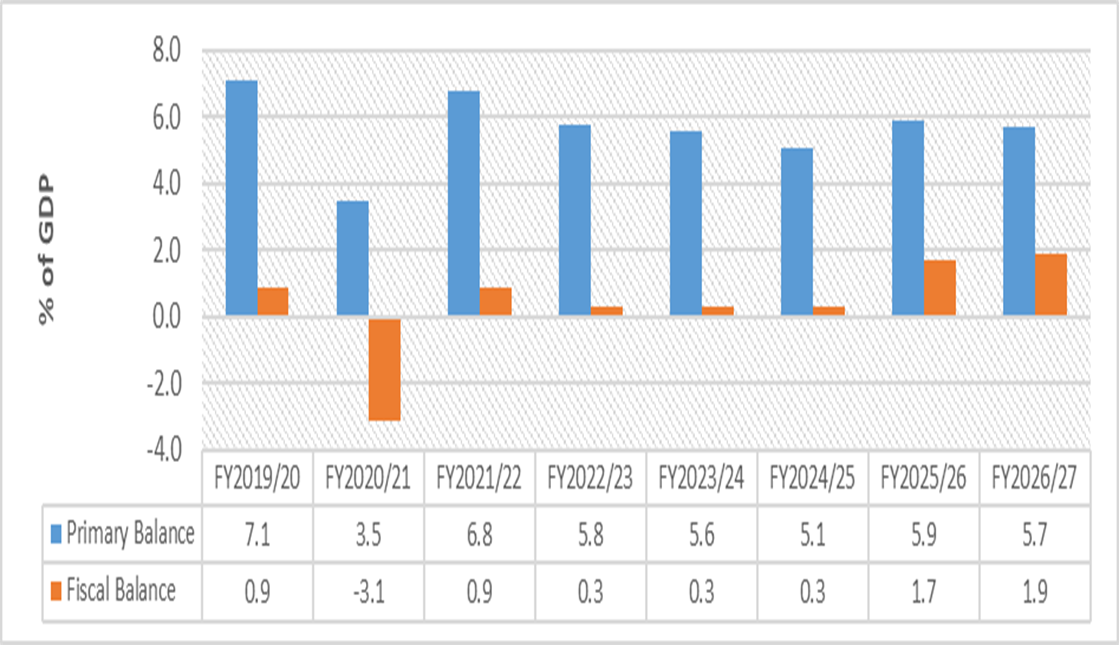 % of GDP
8.0
6.0
4.0
2.0
0.0
-2.0
-4.0
FY2019/20 FY2020/21 FY2021/22 FY2022/23 FY2023/24 FY2024/25 FY2025/26 FY2026/27
Primary Balance 7.1 3.5 6.8 5.8 5.6 5.1 5.9 5.7
Fiscal Balance 0.9 -3.1 0.9 0.3 0.3 0.3 1.7 1.9